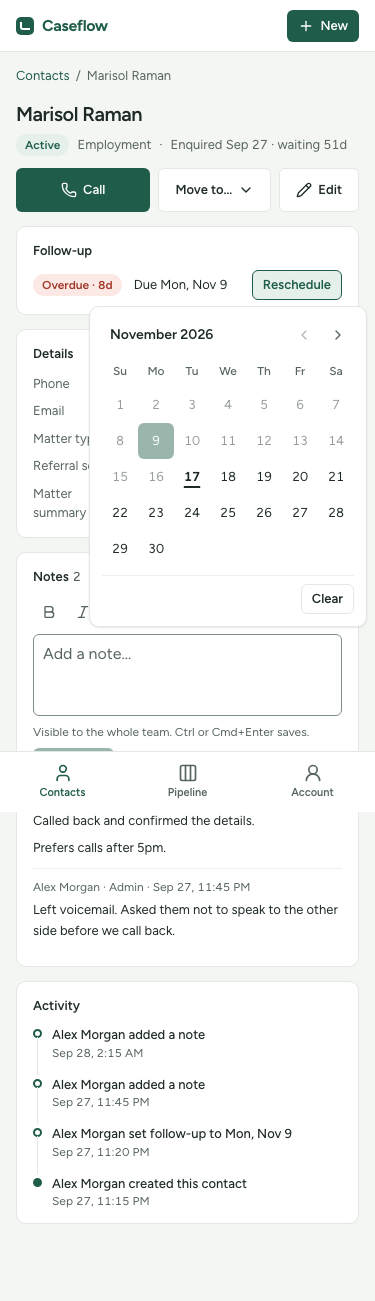 Caseflow
New
Contacts / Marisol Raman
Marisol Raman
Active Employment · Enquired Sep 27 · waiting 51d
Call
Move to...
Edit
Follow-up
Overdue · 8d Due Mon, Nov 9 Reschedule
November 2026
Su Mo Tu We Th Fr Sa
1 2 3 4 5 6 7
8 9 10 11 12 13 14
15 16 17 18 19 20 21
22 23 24 25 26 27 28
29 30
Clear
Details
Phone
Email
Matter
Referral
Matter
summary
Notes 2
B I
Add a note...
Visible to the whole team. Ctrl or Cmd+Enter saves.
Contacts
Pipeline
Account
Called back and confirmed the details.
Prefers calls after 5pm.
Alex Morgan · Admin · Sep 27, 11:45 PM
Left voicemail. Asked them not to speak to the other
side before we call back.
Activity
Alex Morgan added a note
Sep 28, 2:15 AM
Alex Morgan added a note
Sep 27, 11:45 PM
Alex Morgan set follow-up to Mon, Nov 9
Sep 27, 11:20 PM
Alex Morgan created this contact
Sep 27, 11:15 PM